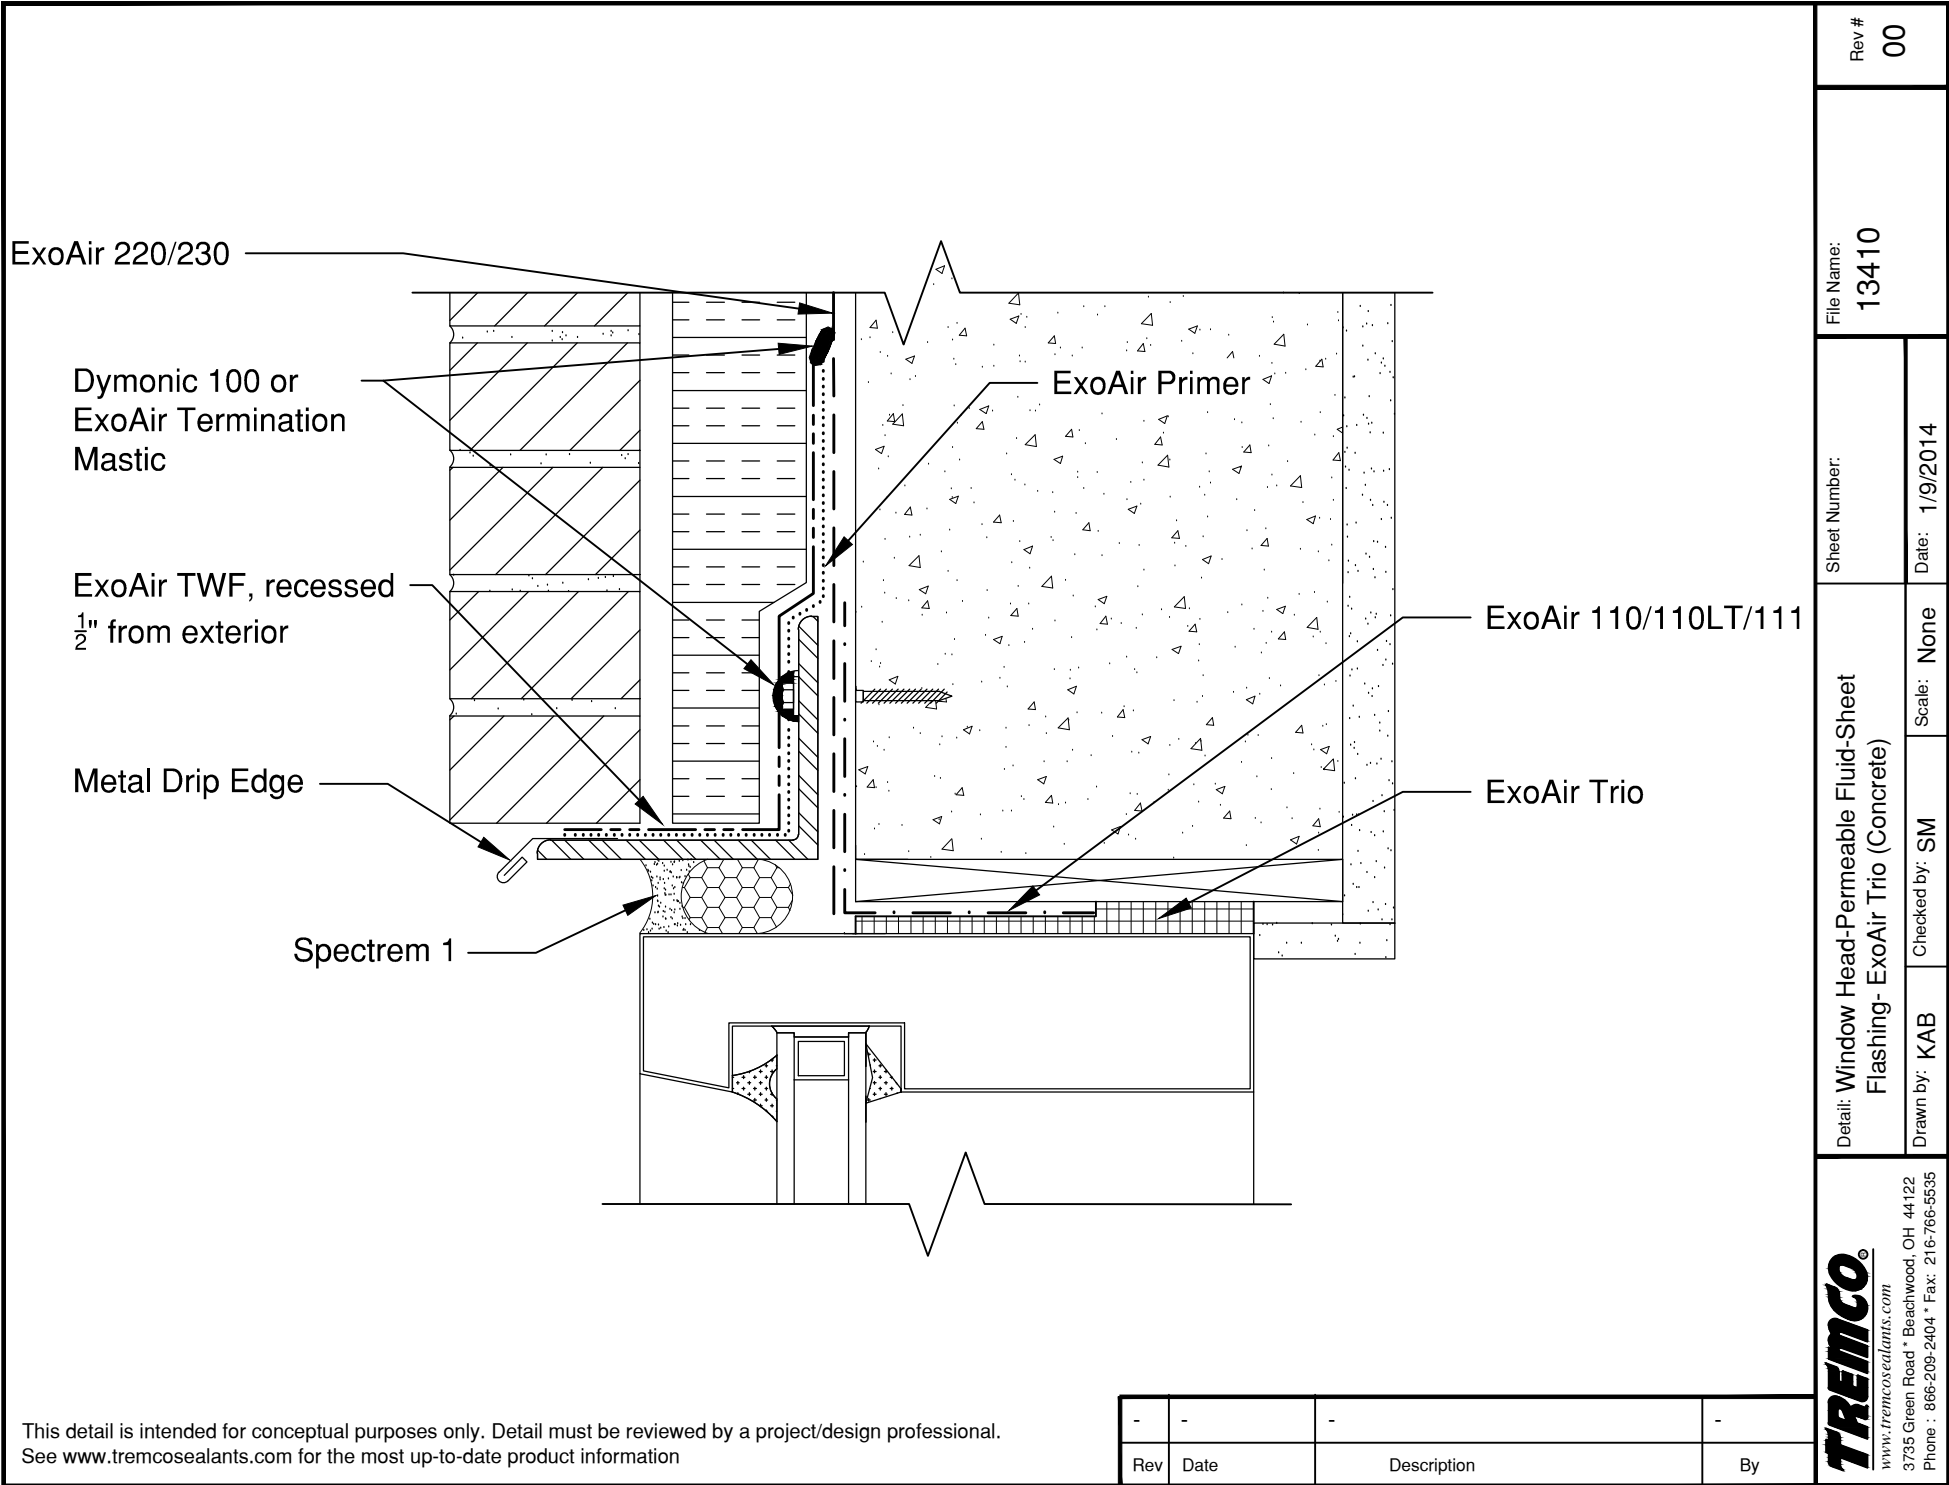 ExoAir 220/230
Dymonic 100 or
ExoAir Termination
Mastic
ExoAir TWF, recessed
½" from exterior
Metal Drip Edge
Spectrem 1
ExoAir Primer
ExoAir 110/110LT/111
ExoAir Trio
This detail is intended for conceptual purposes only. Detail must be reviewed by a project/design professional.
See www.tremcosealants.com for the most up-to-date product information
- - - -
Rev Date Description By
TREMCO®
www.tremcosealants.com
3735 Green Road * Beachwood, OH 44122
Phone : 866-209-2404 * Fax: 216-766-5535
Detail: Window Head-Permeable Fluid-Sheet
Flashing- ExoAir Trio (Concrete)
Drawn by: KAB
Checked by: SM
Scale: None
Sheet Number:
Date: 1/9/2014
File Name:
13410
Rev #
00